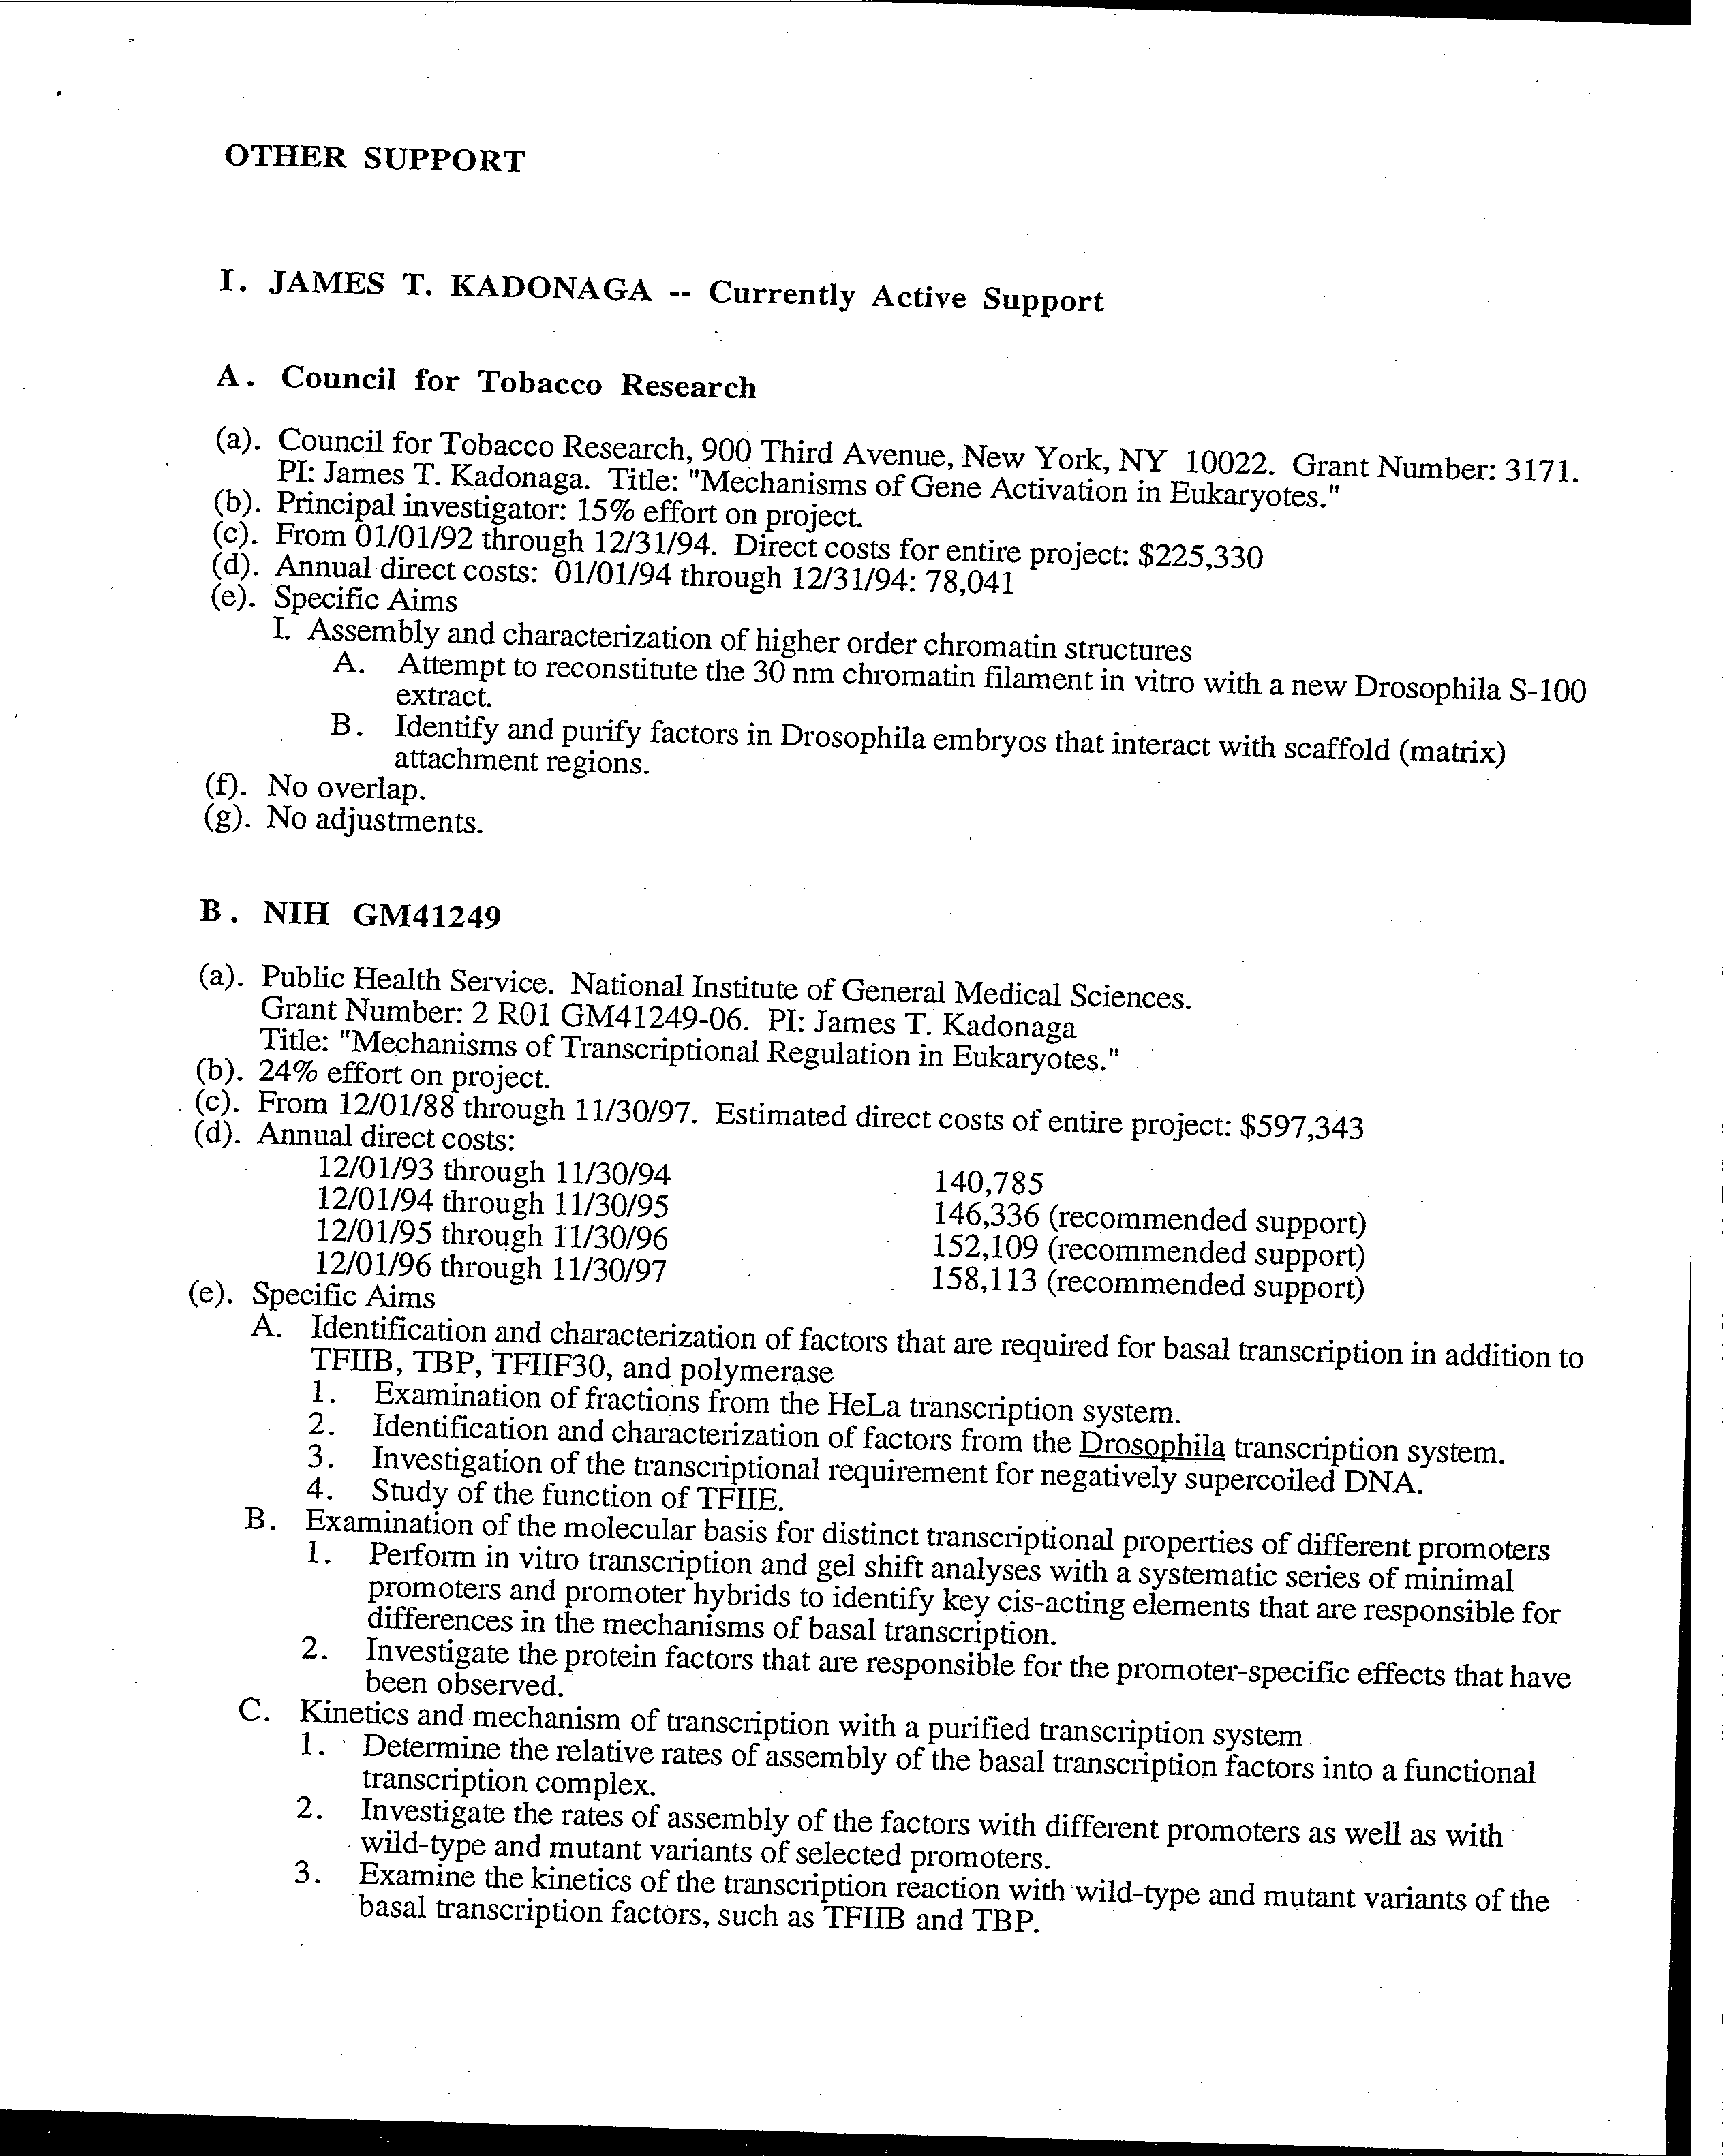 OTHER SUPPORT
I. JAMES T. KADONAGA -- Currently Active Support
A. Council for Tobacco Research
(a). Council for Tobacco Research, 900 Third Avenue, New York, NY 10022. Grant Number: 3171.
PI: James T. Kadonaga. Title: "Mechanisms of Gene Activation in Eukaryotes."
(b). Principal investigator: 15% effort on project.
(c). From 01/01/92 through 12/31/94. Direct costs for entire project: $225,330
(d). Annual direct costs: 01/01/94 through 12/31/94: 78,041
(e). Specific Aims
I. Assembly and characterization of higher order chromatin structures
A. Attempt to reconstitute the 30 nm chromatin filament in vitro with a new Drosophila S-100
extract.
B. Identify and purify factors in Drosophila embryos that interact with scaffold (matrix)
attachment regions.
(f). No overlap.
(g). No adjustments.
B. NIH GM41249
(a). Public Health Service. National Institute of General Medical Sciences.
Grant Number: 2 R01 GM41249-06. PI: James T. Kadonaga
Title: "Mechanisms of Transcriptional Regulation in Eukaryotes."
(b). 24% effort on project.
(c). From 12/01/88 through 11/30/97. Estimated direct costs of entire project: $597,343
(d). Annual direct costs:
12/01/93 through 11/30/94 140,785
12/01/94 through 11/30/95 146,336 (recommended support)
12/01/95 through 11/30/96 152,109 (recommended support)
12/01/96 through 11/30/97 158,113 (recommended support)
(e). Specific Aims
A. Identification and characterization of factors that are required for basal transcription in addition to
TFIIB, TBP, TFIIF30, and polymerase
1. Examination of fractions from the HeLa transcription system.
2. Identification and characterization of factors from the Drosophila transcription system.
3. Investigation of the transcriptional requirement for negatively supercoiled DNA.
4. Study of the function of TFIIE.
B. Examination of the molecular basis for distinct transcriptional properties of different promoters
1. Perform in vitro transcription and gel shift analyses with a systematic series of minimal
promoters and promoter hybrids to identify key cis-acting elements that are responsible for
differences in the mechanisms of basal transcription.
2. Investigate the protein factors that are responsible for the promoter-specific effects that have
been observed.
C. Kinetics and mechanism of transcription with a purified transcription system
1. Determine the relative rates of assembly of the basal transcription factors into a functional
transcription complex.
2. Investigate the rates of assembly of the factors with different promoters as well as with
wild-type and mutant variants of selected promoters.
3. Examine the kinetics of the transcription reaction with wild-type and mutant variants of the
basal transcription factors, such as TFIIB and TBP.